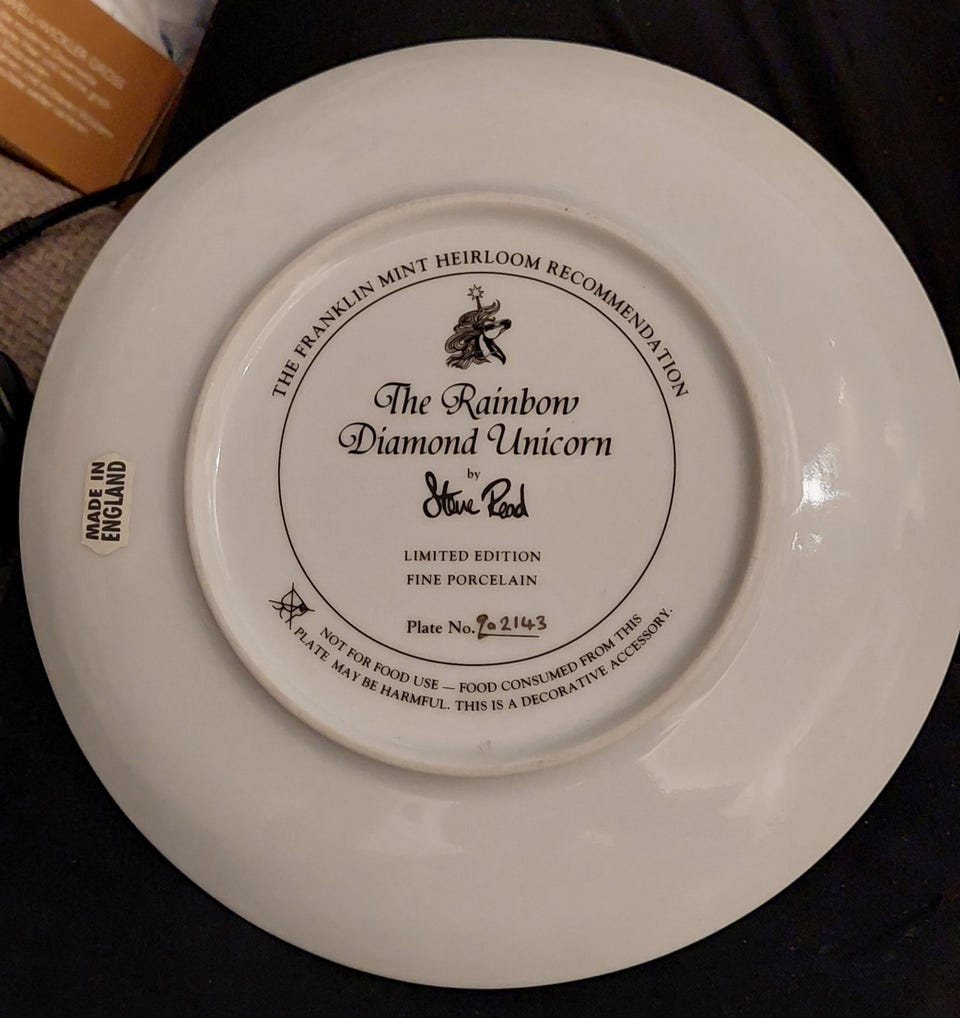 THE FRANKLIN MINT HEIRLOOM RECOMMENDATION
The Rainbow
Diamond Unicorn
by
Steve Read
LIMITED EDITION
FINE PORCELAIN
Plate No.
NOT FOR FOOD USE — FOOD CONSUMED FROM THIS
PLATE MAY BE HARMFUL. THIS IS A DECORATIVE ACCESSORY.
MADE IN
ENGLAND